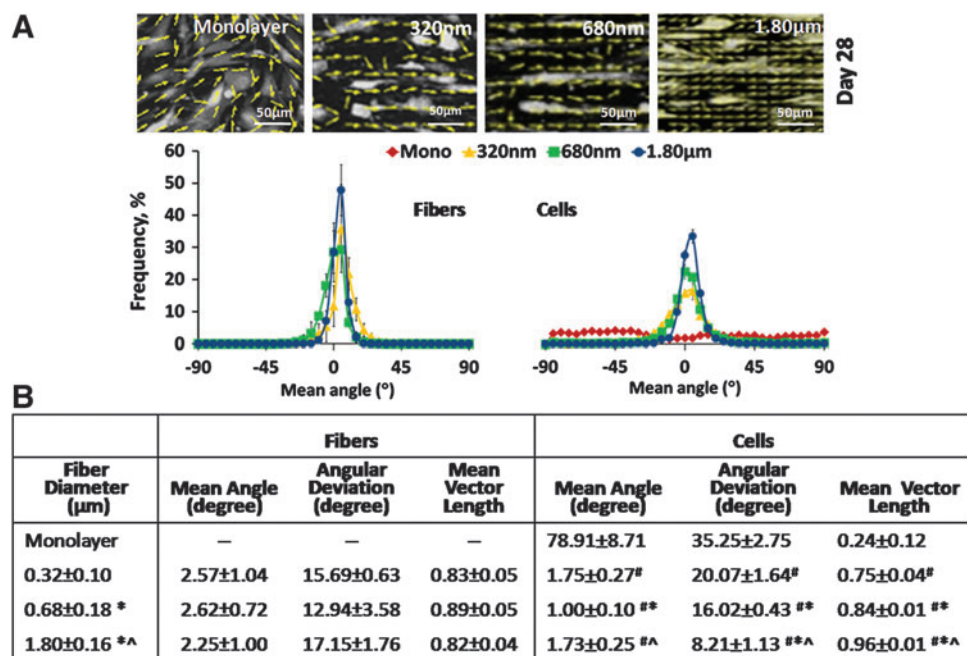 A
Monolayer 320nm 680nm 1.80µm
50µm 50µm 50µm 50µm
Day 28
Mono 320nm 680nm 1.80µm
Fibers Cells
Frequency, %
60
50
40
30
20
10
0
-90 -45 0 45 90
-90 -45 0 45 90
Mean angle (°) Mean angle (°)
B
Fibers Cells
Fiber Diameter (µm) Mean Angle (degree) Angular Deviation (degree) Mean Vector Length Mean Angle (degree) Angular Deviation (degree) Mean Vector Length
Monolayer — — — 78.91±8.71 35.25±2.75 0.24±0.12
0.32±0.10 2.57±1.04 15.69±0.63 0.83±0.05 1.75±0.27# 20.07±1.64# 0.75±0.04#
0.68±0.18 * 2.62±0.72 12.94±3.58 0.89±0.05 1.00±0.10 #* 16.02±0.43 #* 0.84±0.01 #*
1.80±0.16 *^ 2.25±1.00 17.15±1.76 0.82±0.04 1.73±0.25 #^ 8.21±1.13 #*^ 0.96±0.01 #*^